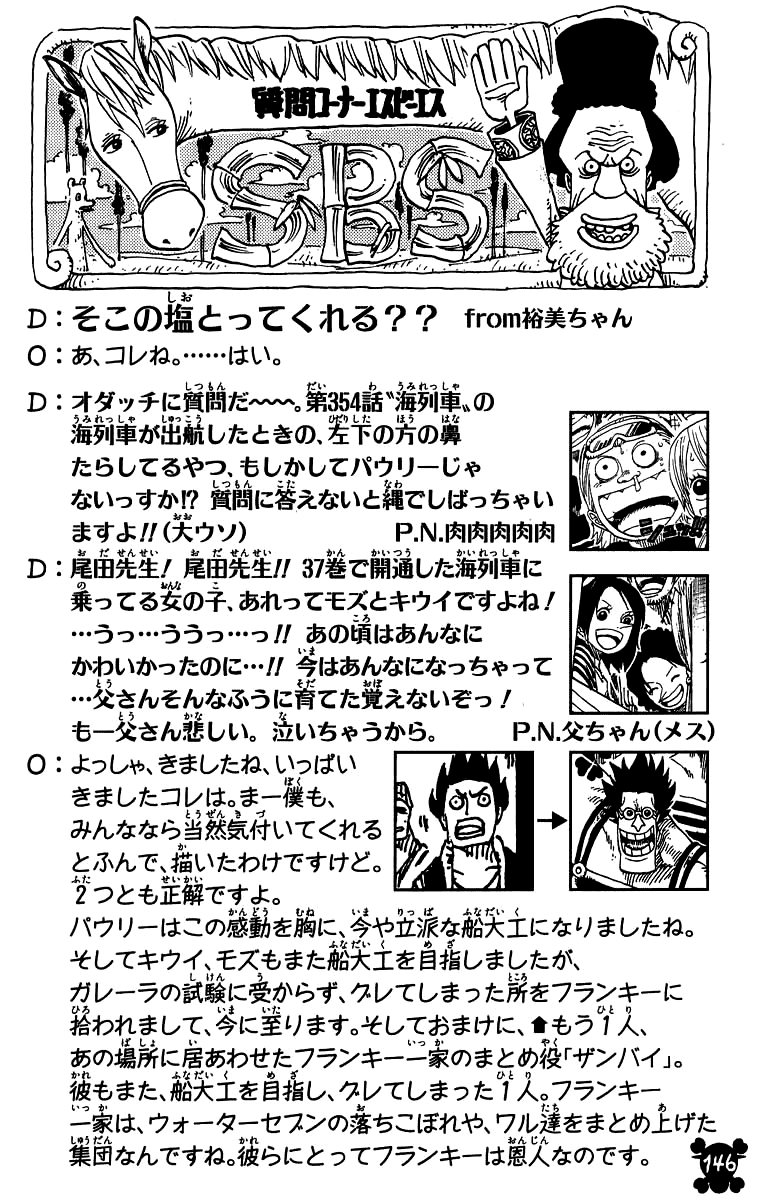 質問コーナーエスビーエス
SBS
D：そこの塩とってくれる？？　from裕美ちゃん
O：あ、コレね。……はい。
D：オダッチに質問だ〜〜〜。第354話〝海列車〟の
海列車が出航したときの、左下の方の鼻
たらしてるやつ、もしかしてパウリーじゃ
ないっすか!? 質問に答えないと縄でしばっちゃい
ますよ!!（大ウソ）　P.N.肉肉肉肉肉
D：尾田先生! 尾田先生!! 37巻で開通した海列車に
乗ってる女の子、あれってモズとキウイですよね!
…うっ…ううっ…っ!! あの頃はあんなに
かわいかったのに…!! 今はあんなになっちゃって
…父さんそんなふうに育てた覚えないぞっ!
も一父さん悲しい。泣いちゃうから。　P.N.父ちゃん（メス）
O：よっしゃ、きましたね、いっぱい
きましたコレは。まー僕も、
みんななら当然気付いてくれる
とふんで、描いたわけですけど。
2つとも正解ですよ。
パウリーはこの感動を胸に、今や立派な船大工になりましたね。
そしてキウイ、モズもまた船大工を目指しましたが、
ガレーラの試験に受からず、グレてしまった所をフランキーに
拾われまして、今に至ります。そしておまけに、⬆もう1人、
あの場所に居あわせたフランキー一家のまとめ役「ザンバイ」。
彼もまた、船大工を目指し、グレてしまった1人。フランキー
一家は、ウォーターセブンの落ちこぼれや、ワル達をまとめ上げた
集団なんですね。彼らにとってフランキーは恩人なのです。
146